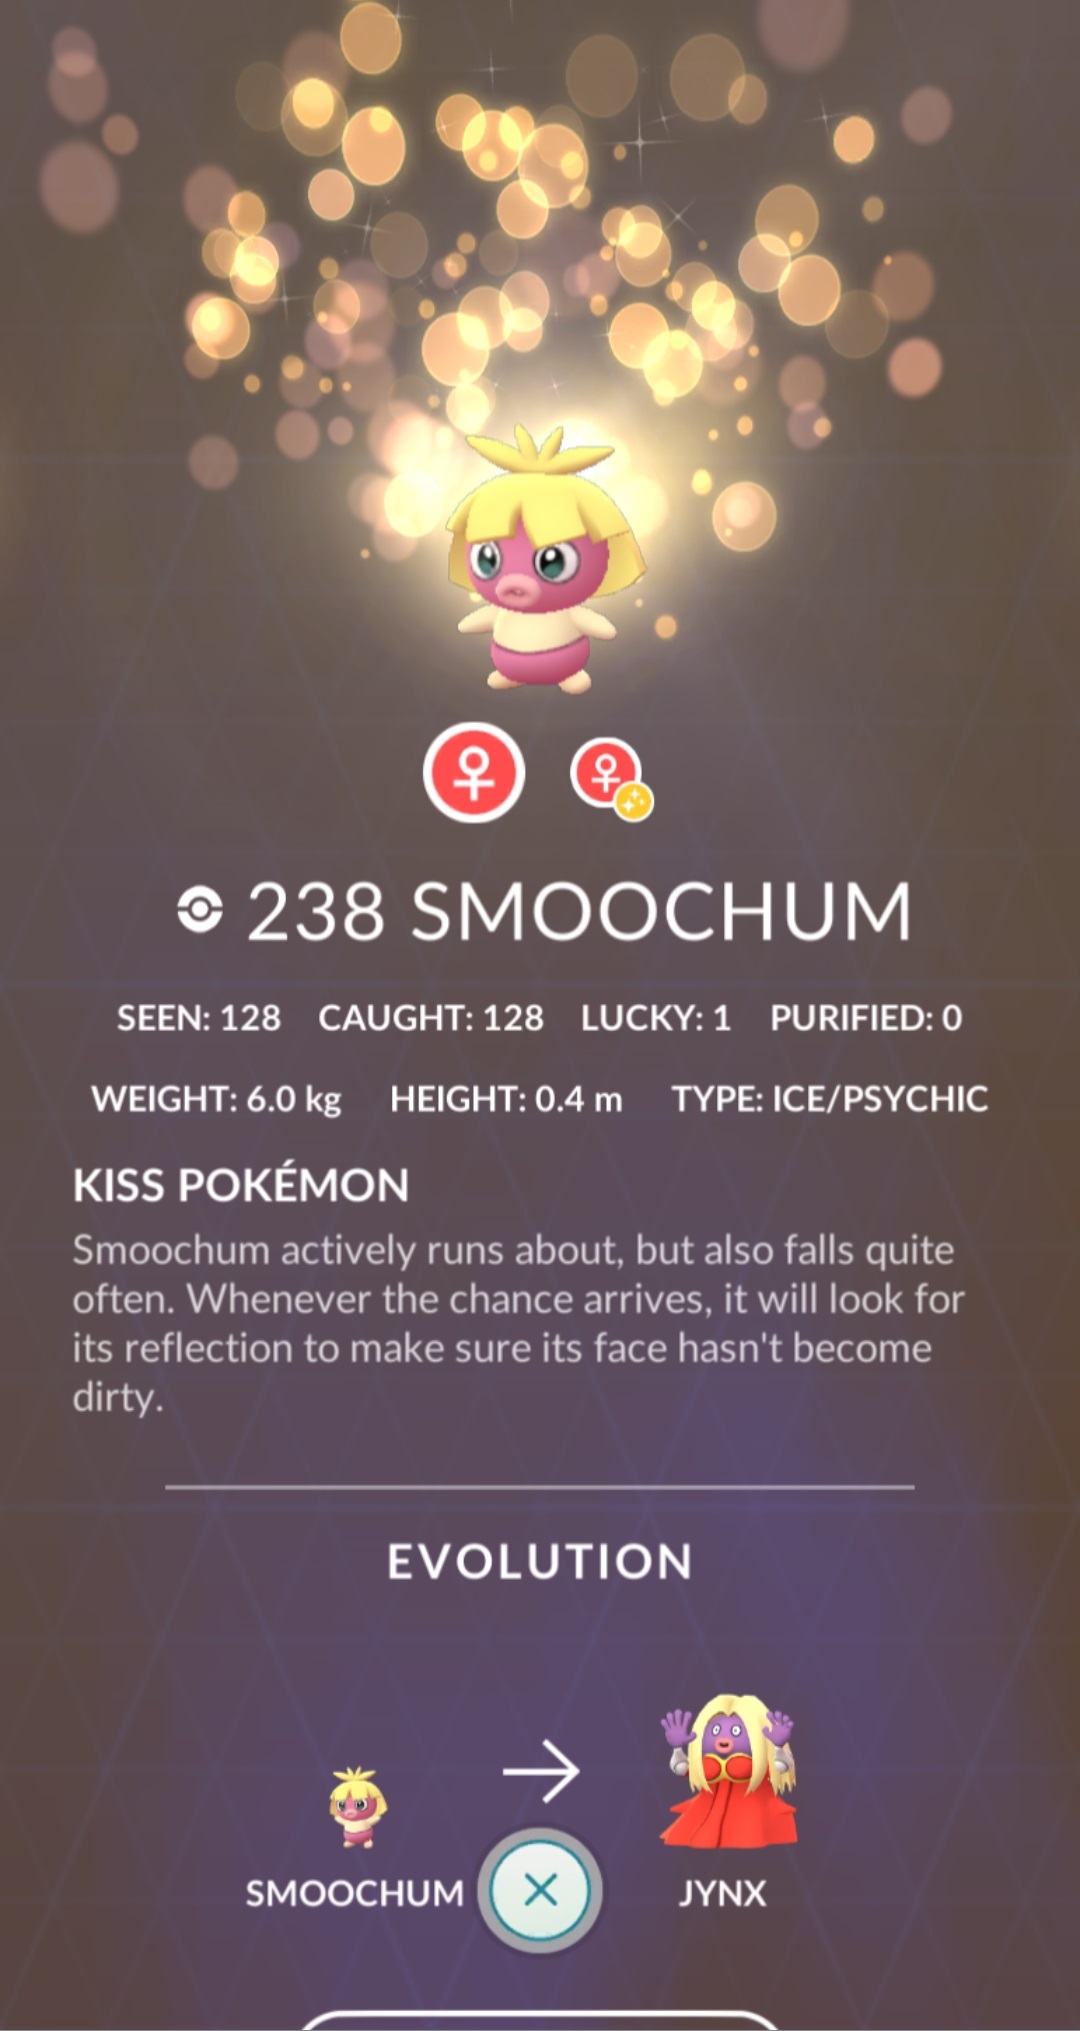 238 SMOOCHUM
SEEN: 128 CAUGHT: 128 LUCKY: 1 PURIFIED: 0
WEIGHT: 6.0 kg HEIGHT: 0.4 m TYPE: ICE/PSYCHIC
KISS POKÉMON
Smoochum actively runs about, but also falls quite
often. Whenever the chance arrives, it will look for
its reflection to make sure its face hasn't become
dirty.
EVOLUTION
SMOOCHUM JYNX